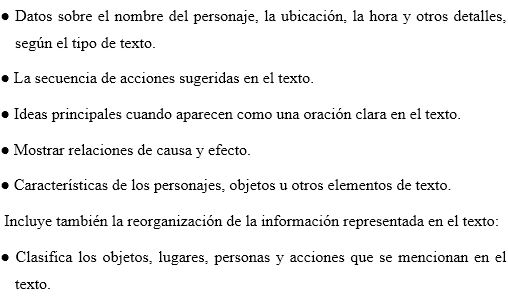 ● Datos sobre el nombre del personaje, la ubicación, la hora y otros detalles,
según el tipo de texto.
● La secuencia de acciones sugeridas en el texto.
● Ideas principales cuando aparecen como una oración clara en el texto.
● Mostrar relaciones de causa y efecto.
● Características de los personajes, objetos u otros elementos de texto.
Incluye también la reorganización de la información representada en el texto:
● Clasifica los objetos, lugares, personas y acciones que se mencionan en el
texto.